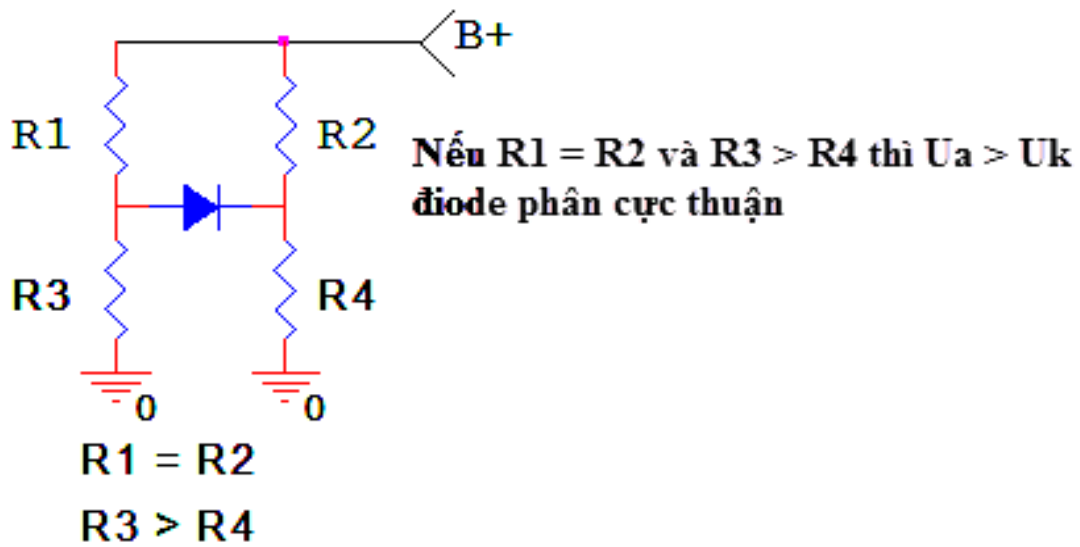 B+
R1
R2
Nếu R1 = R2 và R3 > R4 thì Ua > Uk
điode phân cực thuận
R3
R4
0
0
R1 = R2
R3 > R4